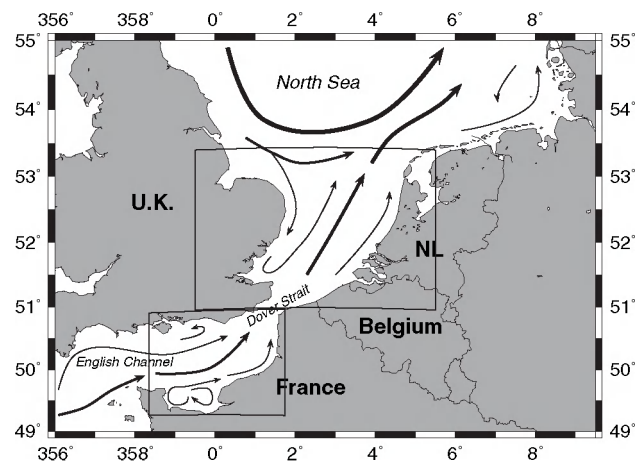 356° 358° 0° 2° 4° 6° 8°
55° 55°
North Sea
54° 54°
53° 53°
U.K.
52° 52°
NL
51° 51°
Dover Strait
Belgium
English Channel
50° 50°
France
49° 49°
356° 358° 0° 2° 4° 6° 8°